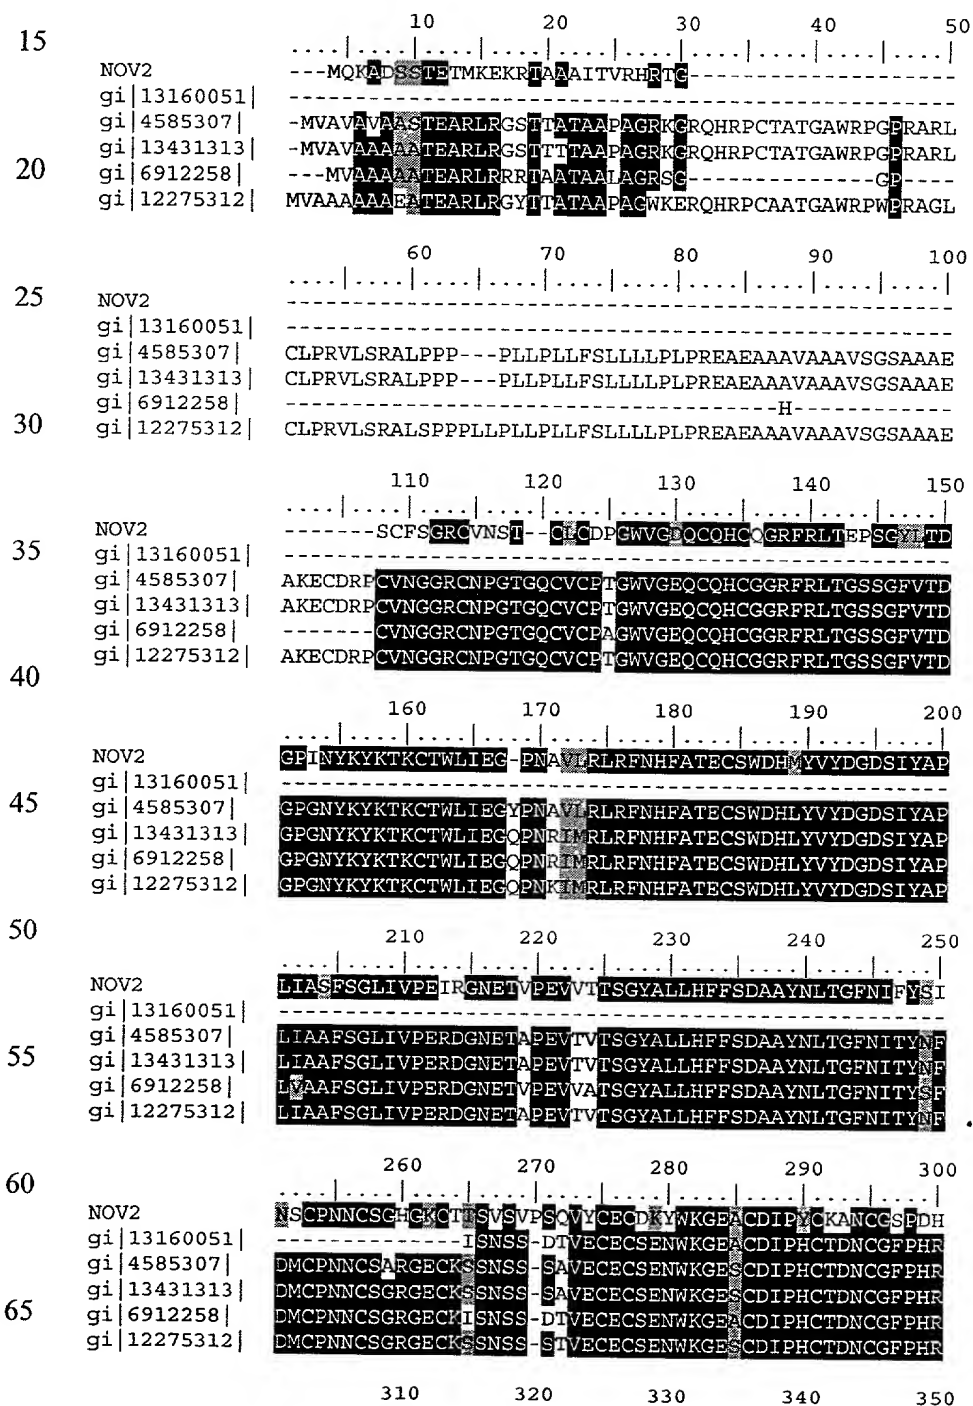 15
10 20 30 40 50
....|....|....|....|....|....|....|....|....|....|
NOV2 ---MQKADSSTETMKEKRTAAAITVRHRTG--------------------
gi|13160051| --------------------------------------------------
gi|4585307| -MVAVAVAASTEARLRGSTTATAAPAGRKGRQHRPCTATGAWRPGPRARL
gi|13431313| -MVAVAAAAATEARLRGSTTTTAAPAGRKGRQHRPCTATGAWRPGPRARL
20
gi|6912258| ---MVAAAAATEARLRRRTAATAALAGRSG--------------GP----
gi|12275312| MVAAAAAAEATEARLRGYTTATAAPAGWKERQHRPCAATGAWRPWPRAGL
60 70 80 90 100
....|....|....|....|....|....|....|....|....|....|
25
NOV2 --------------------------------------------------
gi|13160051| --------------------------------------------------
gi|4585307| CLPRVLSRALPPP---PLLPLLFSLLLLPLPREAEAAAVAAAVSGSAAAE
gi|13431313| CLPRVLSRALPPP---PLLPLLFSLLLLPLPREAEAAAVAAAVSGSAAAE
gi|6912258| -------------------------------------H------------
30
gi|12275312| CLPRVLSRALSPPPLLPLLPLLFSLLLLPLPREAEAAAVAAAVSGSAAAE
110 120 130 140 150
....|....|....|....|....|....|....|....|....|....|
NOV2 -------SCFSGRCVNST--CLCDPGWVGDQCQHCQGRFRLTEPSGYLTD
35
gi|13160051| --------------------------------------------------
gi|4585307| AKECDRPCVNGGRCNPGTGQCVCPTGWVGEQCQHCGGRFRLTGSSGFVTD
gi|13431313| AKECDRPCVNGGRCNPGTGQCVCPTGWVGEQCQHCGGRFRLTGSSGFVTD
gi|6912258| -------CVNGGRCNPGTGQCVCPAGWVGEQCQHCGGRFRLTGSSGFVTD
gi|12275312| AKECDRPCVNGGRCNPGTGQCVCPTGWVGEQCQHCGGRFRLTGSSGFVTD
40
160 170 180 190 200
....|....|....|....|....|....|....|....|....|....|
NOV2 GPINYKYKTKCTWLIEG-PNAVLRLRFNHFATECSWDHMYVYDGDSIYAP
gi|13160051| --------------------------------------------------
45
gi|4585307| GPGNYKYKTKCTWLIEGYPNAVLRLRFNHFATECSWDHLYVYDGDSIYAP
gi|13431313| GPGNYKYKTKCTWLIEGQPNRIMRLRFNHFATECSWDHLYVYDGDSIYAP
gi|6912258| GPGNYKYKTKCTWLIEGQPNRIMRLRFNHFATECSWDHLYVYDGDSIYAP
gi|12275312| GPGNYKYKTKCTWLIEGQPNKIMRLRFNHFATECSWDHLYVYDGDSIYAP
50
210 220 230 240 250
....|....|....|....|....|....|....|....|....|....|
NOV2 LIASFSGLIVPEIRGNETVPEVVTTSGYALLHFFSDAAYNLTGFNIFYSI
gi|13160051| --------------------------------------------------
gi|4585307| LIAAFSGLIVPERDGNETAPEVTVTSGYALLHFFSDAAYNLTGFNITYNF
55
gi|13431313| LIAAFSGLIVPERDGNETAPEVTVTSGYALLHFFSDAAYNLTGFNITYNF
gi|6912258| LVAAFSGLIVPERDGNETVPEVVATSGYALLHFFSDAAYNLTGFNITYSF
gi|12275312| LIAAFSGLIVPERDGNETAPEVTVTSGYALLHFFSDAAYNLTGFNITYNF
60
260 270 280 290 300
....|....|....|....|....|....|....|....|....|....|
NOV2 NSCPNNCSGHGKCTTSVSVPSQVYCECDKYWKGEACDIPYCKANCGSPDH
gi|13160051| --------------ISNSS-DTVECECSENWKGEACDIPHCTDNCGFPHR
gi|4585307| DMCPNNCSARGECKSSNSS-SAVECECSENWKGESCDIPHCTDNCGFPHR
gi|13431313| DMCPNNCSGRGECKSSNSS-SAVECECSENWKGESCDIPHCTDNCGFPHR
65
gi|6912258| DMCPNNCSGRGECKISNSS-DTVECECSENWKGEACDIPHCTDNCGFPHR
gi|12275312| DMCPNNCSGRGECKSSNSS-STVECECSENWKGESCDIPHCTDNCGFPHR
310 320 330 340 350